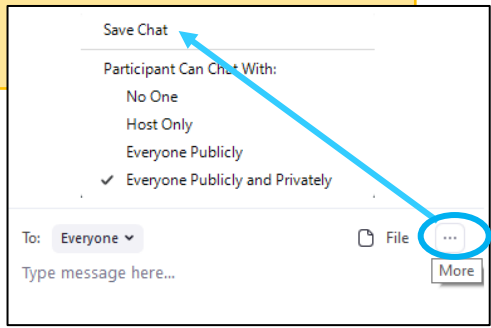 Save Chat
Participant Can Chat With:
No One
Host Only
Everyone Publicly
Everyone Publicly and Privately
To: Everyone File ...
More
Type message here...